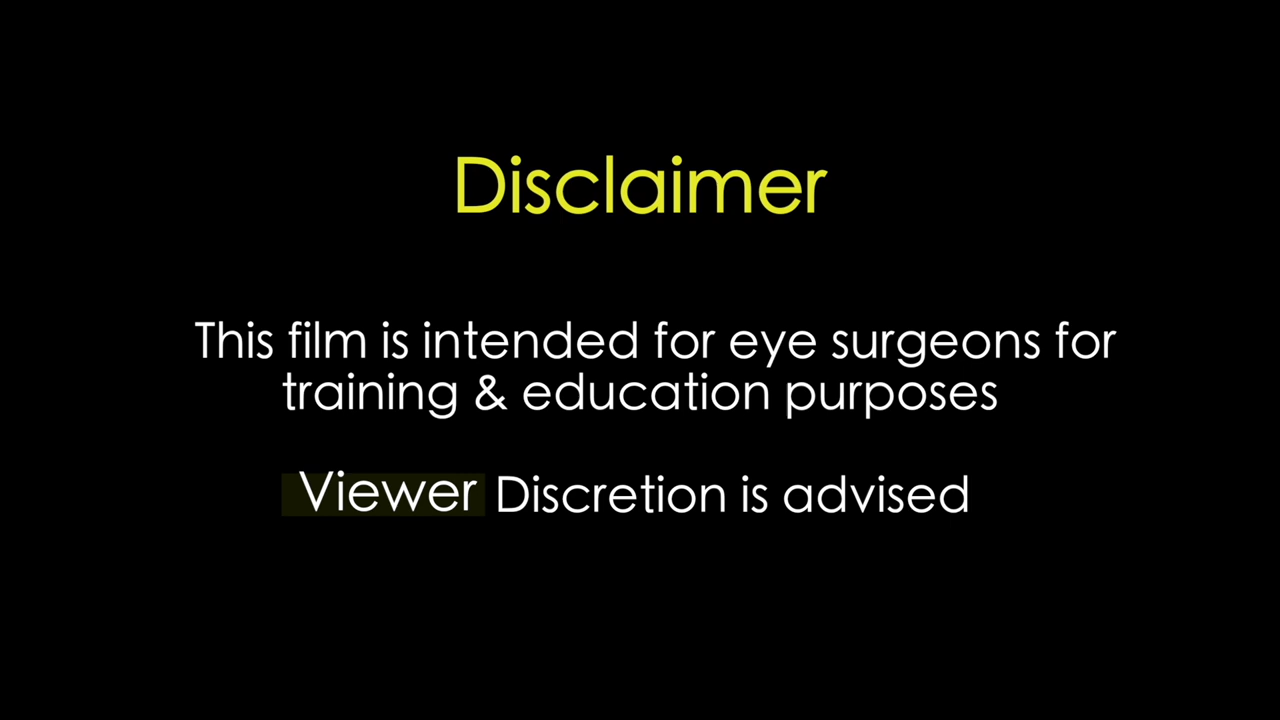 Disclaimer
This film is intended for eye surgeons for
training & education purposes
Viewer Discretion is advised